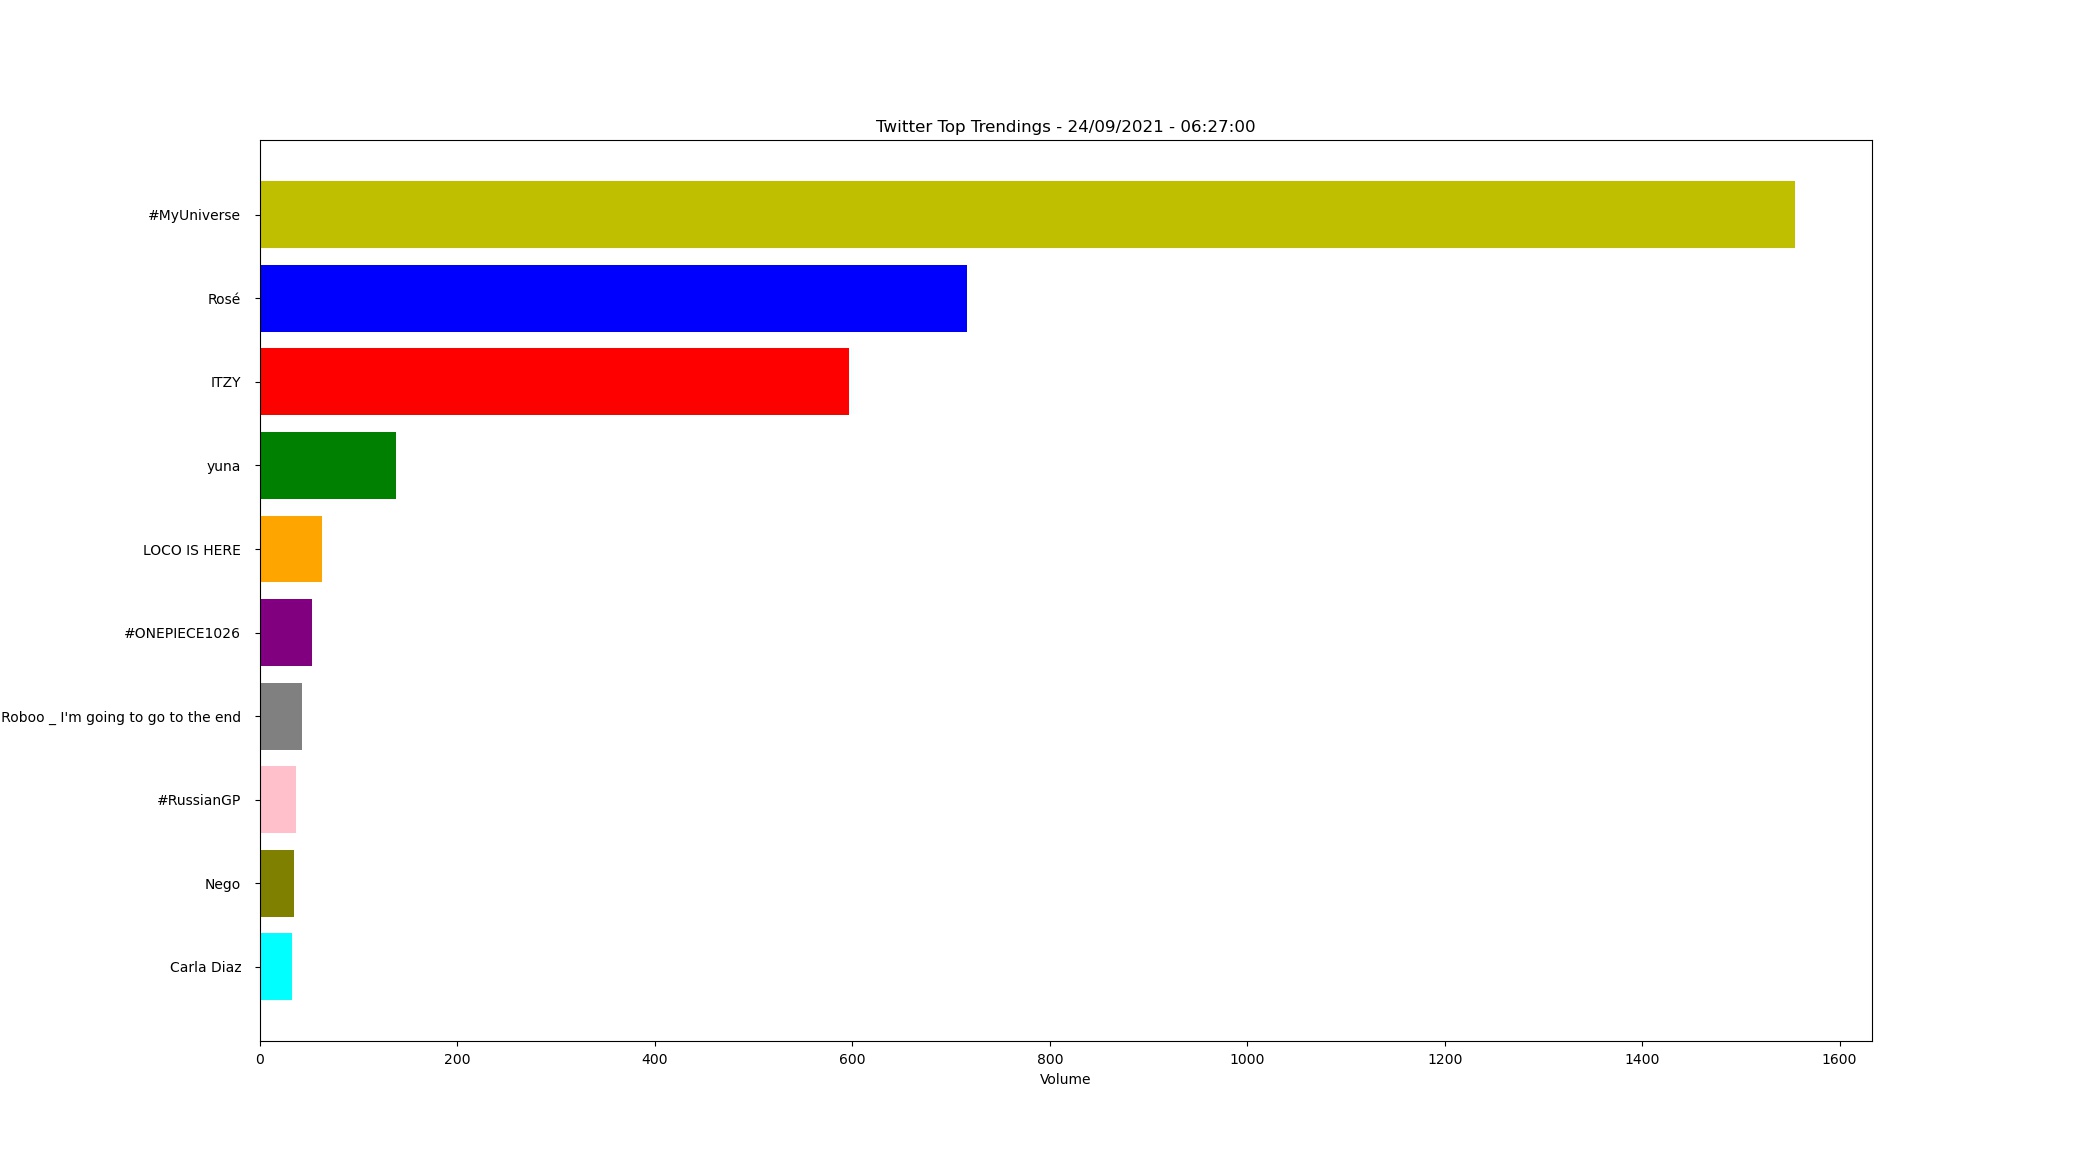 Twitter Top Trendings - 24/09/2021 - 06:27:00
#MyUniverse
Rosé
ITZY
yuna
LOCO IS HERE
#ONEPIECE1026
Roboo _ I'm going to go to the end
#RussianGP
Nego
Carla Diaz
0 200 400 600 800 1000 1200 1400 1600
Volume